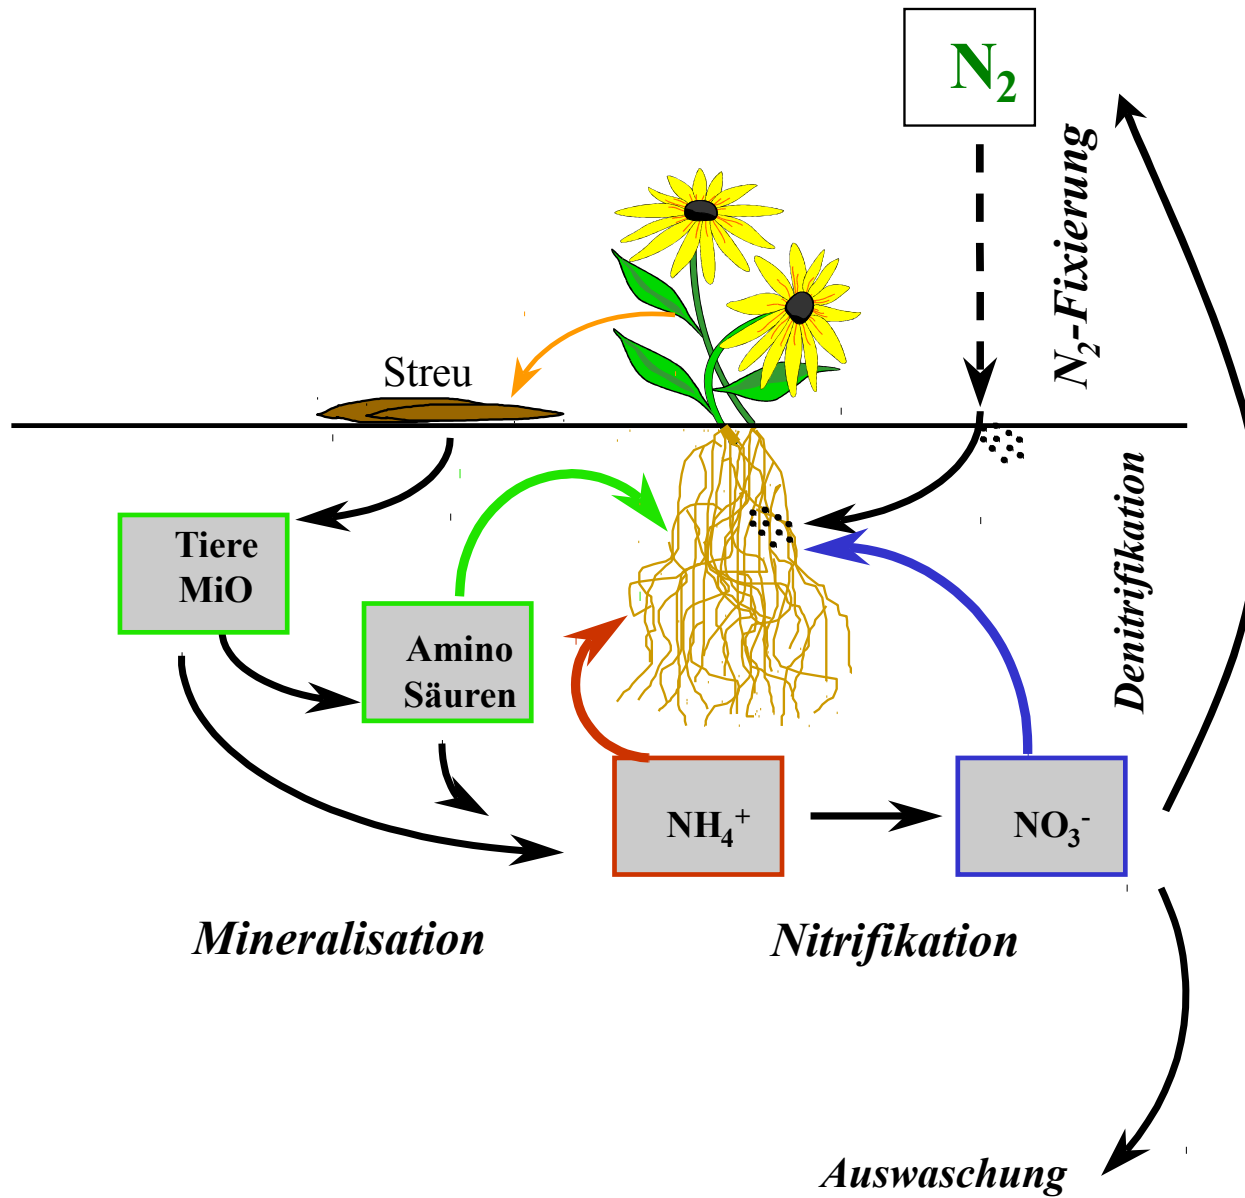 N₂
N₂-Fixierung
Streu
Denitrifikation
Tiere
MiO
Amino
Säuren
NH₄⁺
NO₃⁻
Mineralisation
Nitrifikation
Auswaschung